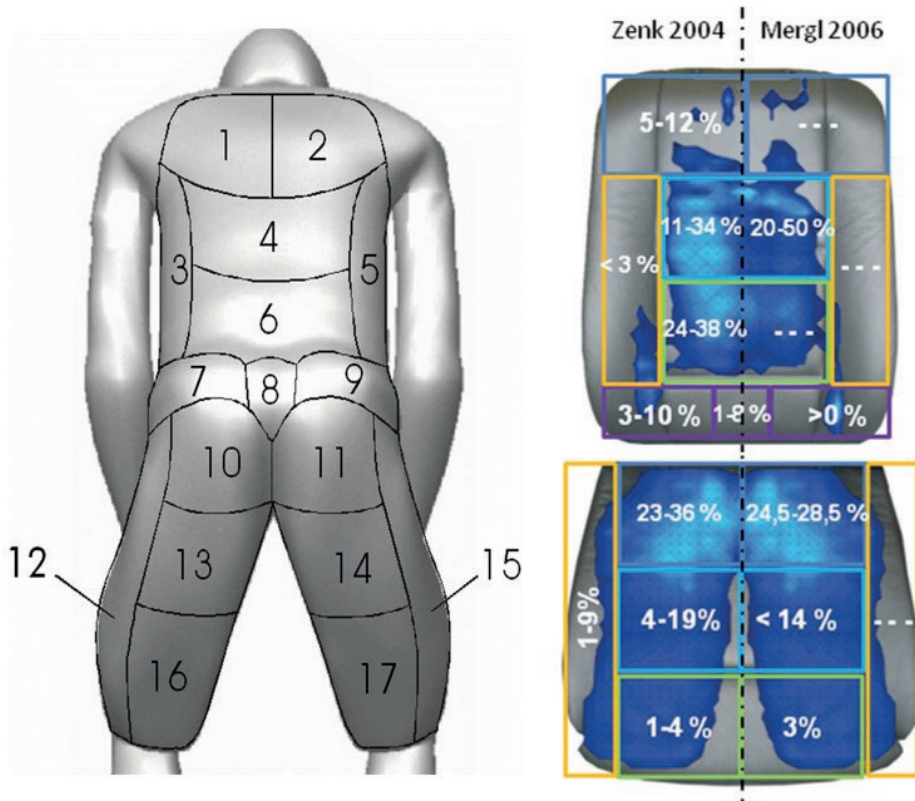 1 2
3 4 5
6
7 8 9
10 11
12 13 14 15
16 17
Zenk 2004 Mergl 2006
5-12 % ---
11-34 % 20-50 %
< 3 % ---
24-38 % ---
3-10 % 1-8 % >0 %
23-36 % 24,5-28,5 %
1-9% 4-19% < 14 % ---
1-4 % 3%